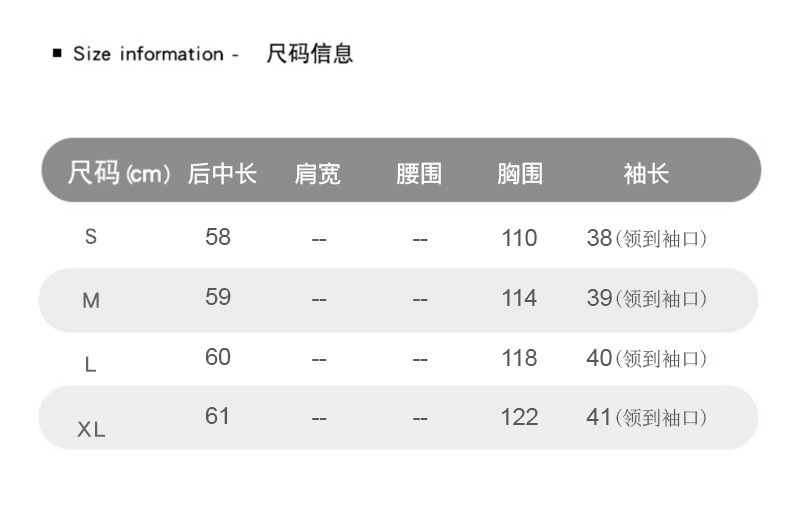 ▪ Size information - 尺码信息
尺码(cm) 后中长 肩宽 腰围 胸围 袖长
S 58 -- -- 110 38(领到袖口)
M 59 -- -- 114 39(领到袖口)
L 60 -- -- 118 40(领到袖口)
XL 61 -- -- 122 41(领到袖口)